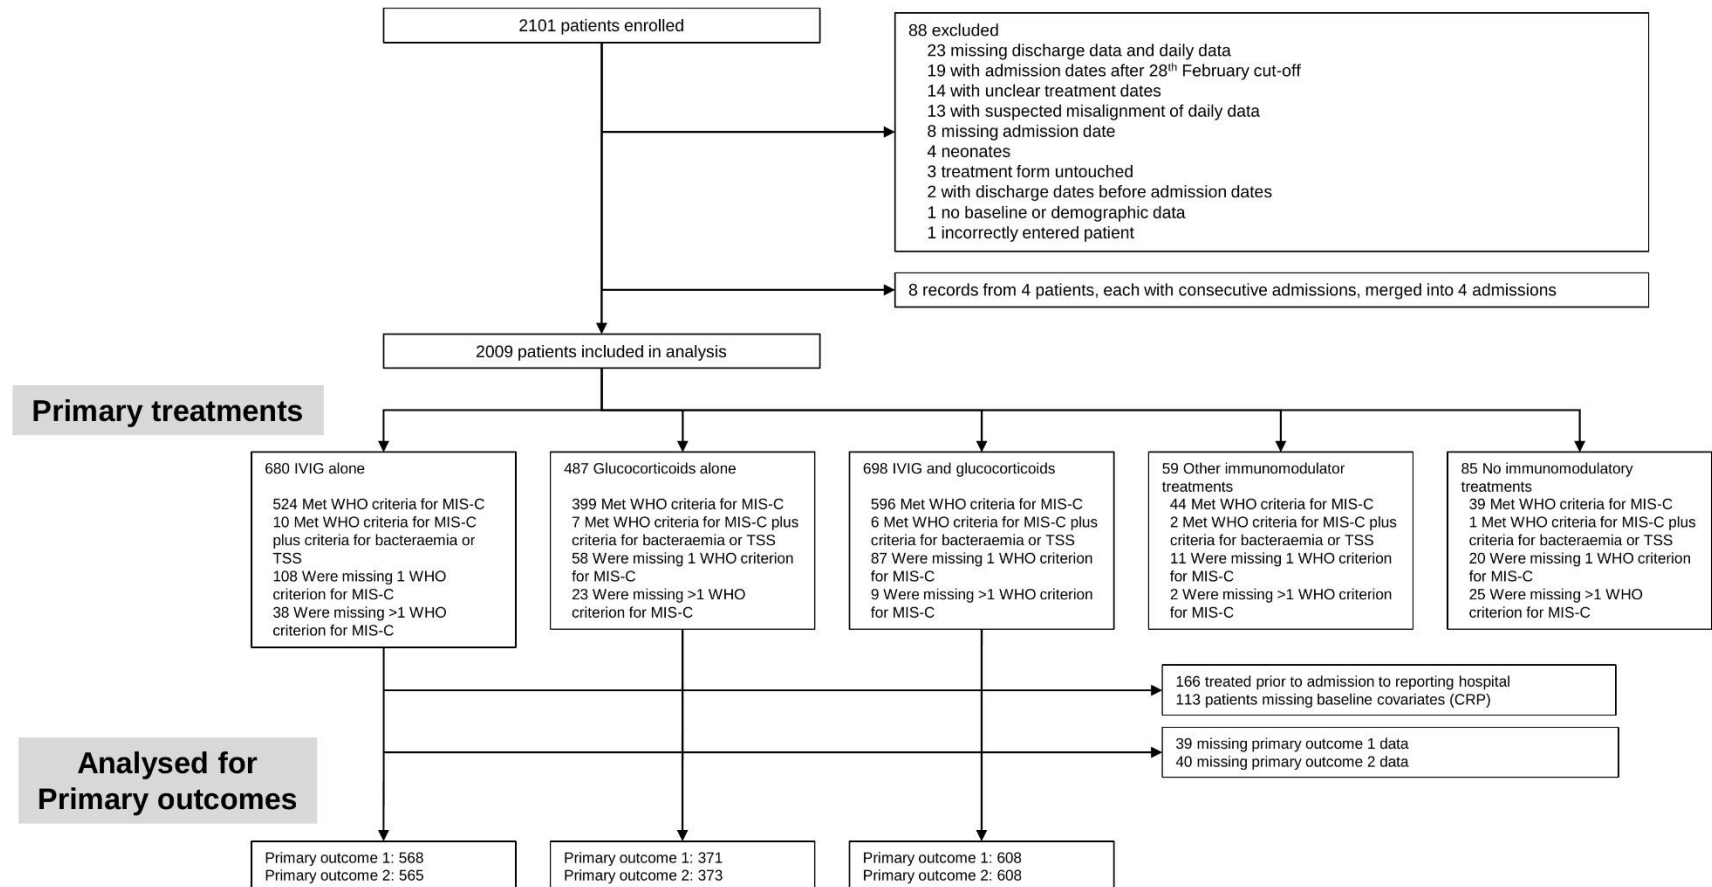 2101 patients enrolled
88 excluded
23 missing discharge data and daily data
19 with admission dates after 28th February cut-off
14 with unclear treatment dates
13 with suspected misalignment of daily data
8 missing admission date
4 neonates
3 treatment form untouched
2 with discharge dates before admission dates
1 no baseline or demographic data
1 incorrectly entered patient
8 records from 4 patients, each with consecutive admissions, merged into 4 admissions
2009 patients included in analysis
Primary treatments
680 IVIG alone
524 Met WHO criteria for MIS-C
10 Met WHO criteria for MIS-C
plus criteria for bacteraemia or
TSS
108 Were missing 1 WHO
criterion for MIS-C
38 Were missing >1 WHO
criterion for MIS-C
487 Glucocorticoids alone
399 Met WHO criteria for MIS-C
7 Met WHO criteria for MIS-C plus
criteria for bacteraemia or TSS
58 Were missing 1 WHO criterion
for MIS-C
23 Were missing >1 WHO
criterion for MIS-C
698 IVIG and glucocorticoids
596 Met WHO criteria for MIS-C
6 Met WHO criteria for MIS-C plus
criteria for bacteraemia or TSS
87 Were missing 1 WHO criterion
for MIS-C
9 Were missing >1 WHO criterion
for MIS-C
59 Other immunomodulator
treatments
44 Met WHO criteria for MIS-C
2 Met WHO criteria for MIS-C plus
criteria for bacteraemia or TSS
11 Were missing 1 WHO criterion
for MIS-C
2 Were missing >1 WHO criterion
for MIS-C
85 No immunomodulatory
treatments
39 Met WHO criteria for MIS-C
1 Met WHO criteria for MIS-C plus
criteria for bacteraemia or TSS
20 Were missing 1 WHO criterion
for MIS-C
25 Were missing >1 WHO
criterion for MIS-C
166 treated prior to admission to reporting hospital
113 patients missing baseline covariates (CRP)
39 missing primary outcome 1 data
40 missing primary outcome 2 data
Analysed for
Primary outcomes
Primary outcome 1: 568
Primary outcome 2: 565
Primary outcome 1: 371
Primary outcome 2: 373
Primary outcome 1: 608
Primary outcome 2: 608